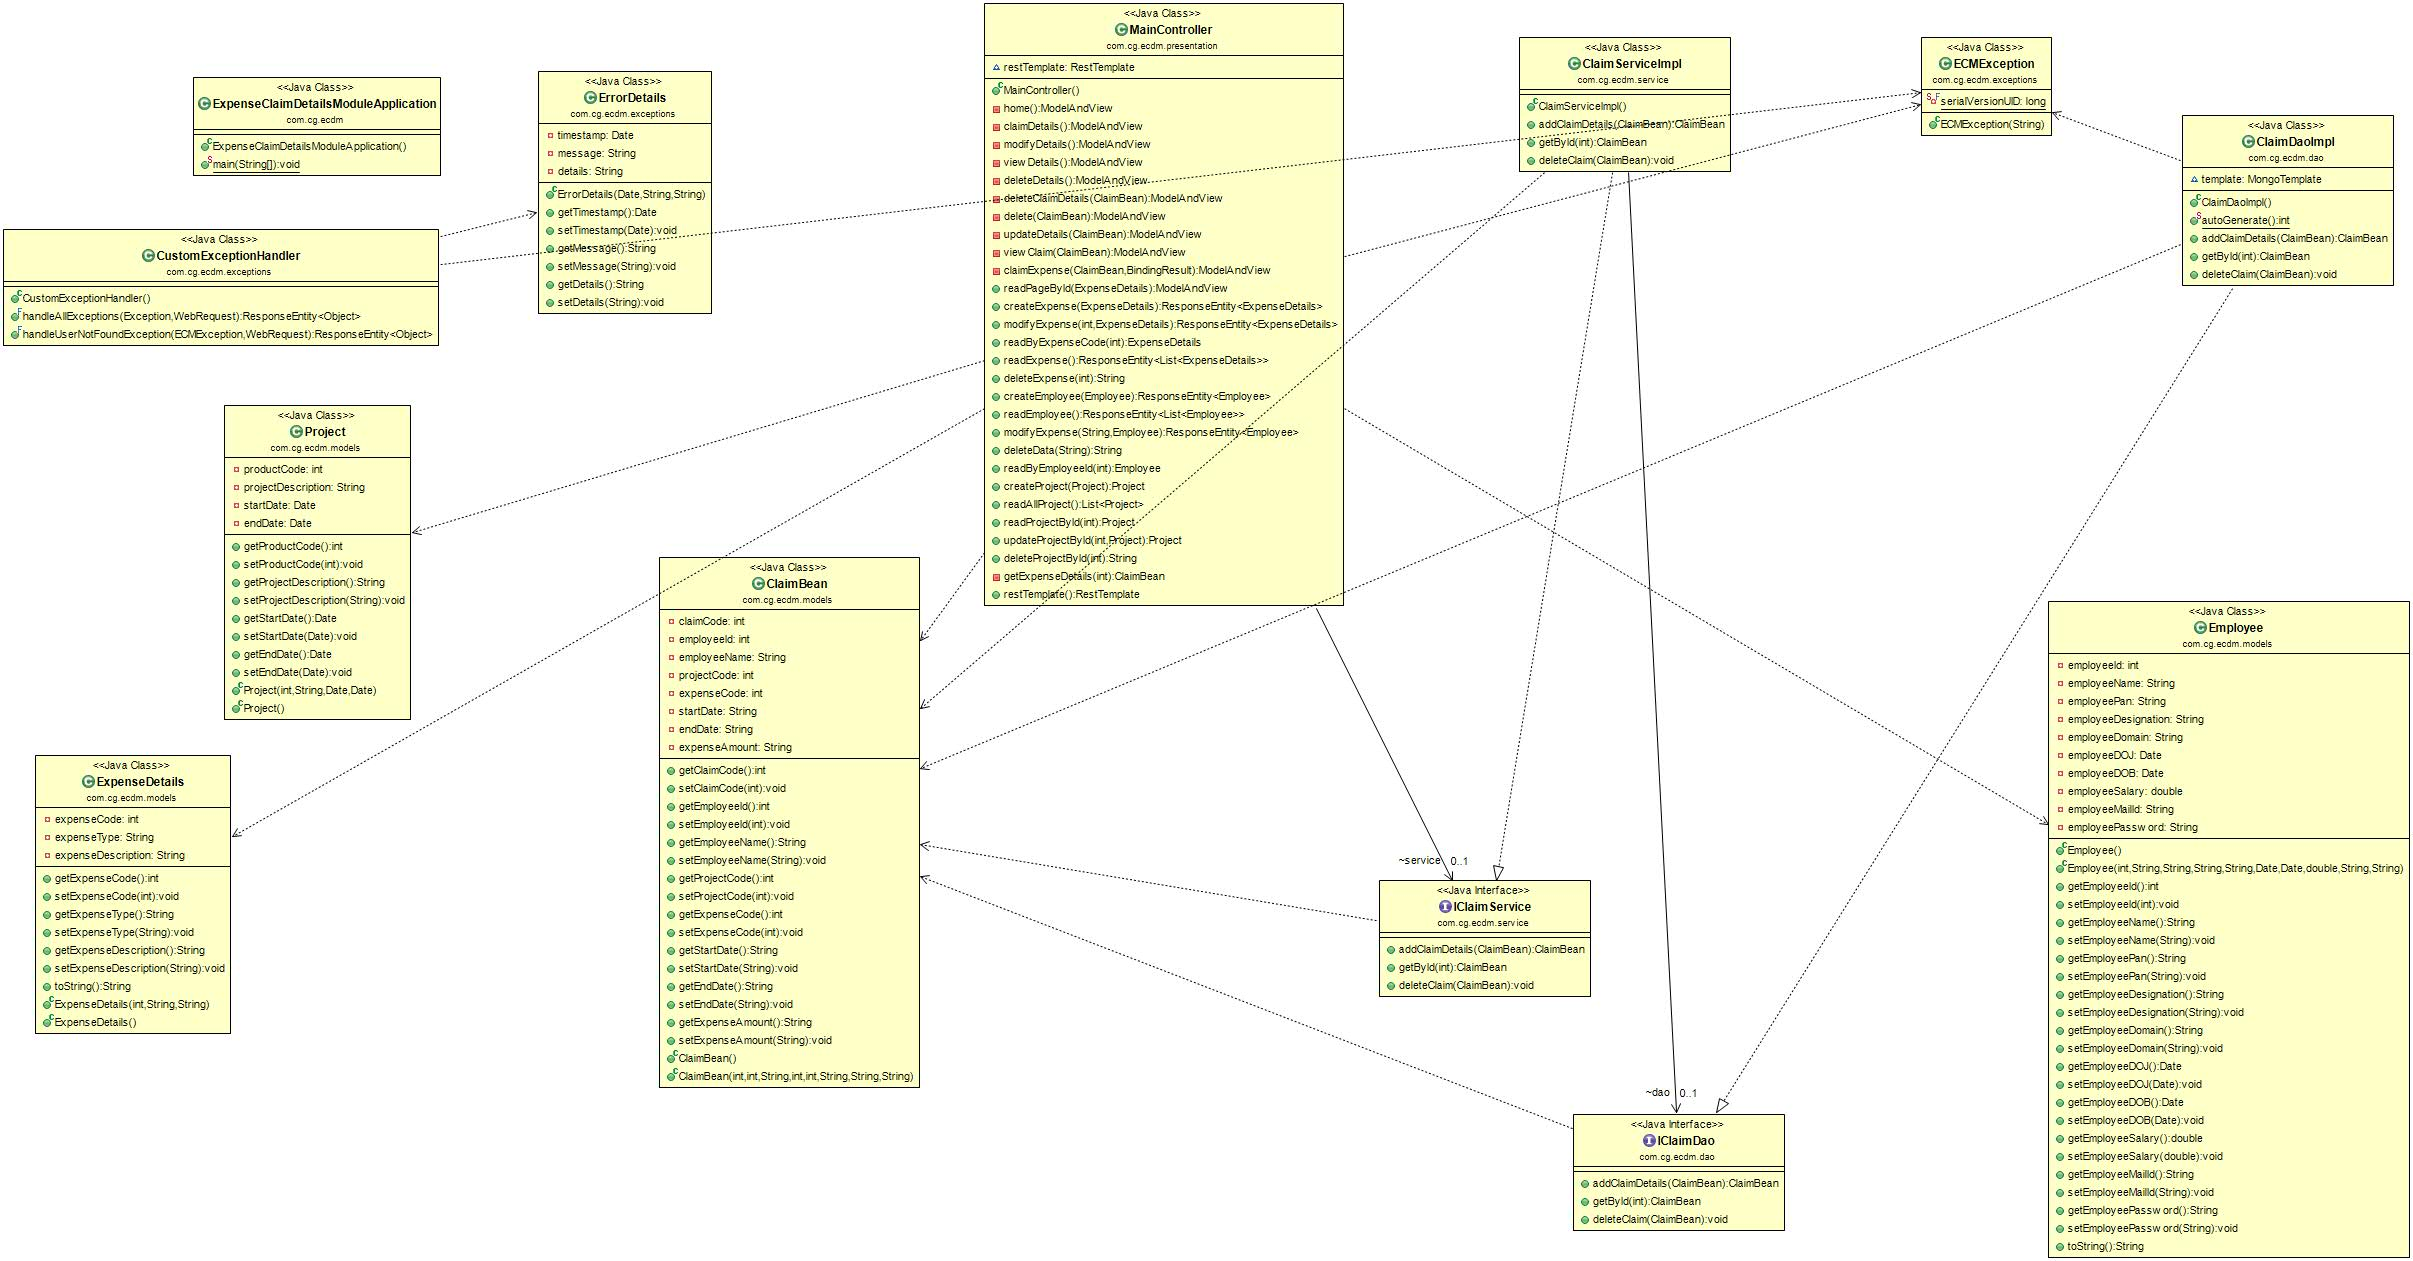 <<Java Class>>
ExpenseClaimDetailsModuleApplication
com.cg.ecdm
ExpenseClaimDetailsModuleApplication()
main(String[]):void
<<Java Class>>
ErrorDetails
com.cg.ecdm.exceptions
timestamp: Date
message: String
details: String
ErrorDetails(Date,String,String)
getTimestamp():Date
setTimestamp(Date):void
getMessage():String
setMessage(String):void
getDetails():String
setDetails(String):void
<<Java Class>>
MainController
com.cg.ecdm.presentation
restTemplate: RestTemplate
MainController()
home():ModelAndView
claimDetails():ModelAndView
modifyDetails():ModelAndView
view Details():ModelAndView
deleteDetails():ModelAndView
deleteClaimDetails(ClaimBean):ModelAndView
delete(ClaimBean):ModelAndView
updateDetails(ClaimBean):ModelAndView
view Claim(ClaimBean):ModelAndView
claimExpense(ClaimBean,BindingResult):ModelAndView
readPageById(ExpenseDetails):ModelAndView
createExpense(ExpenseDetails):ResponseEntity<ExpenseDetails>
modifyExpense(int,ExpenseDetails):ResponseEntity<ExpenseDetails>
readByExpenseCode(int):ExpenseDetails
readExpense():ResponseEntity<List<ExpenseDetails>>
deleteExpense(int):String
createEmployee(Employee):ResponseEntity<Employee>
readEmployee():ResponseEntity<List<Employee>>
modifyExpense(String,Employee):ResponseEntity<Employee>
deleteData(String):String
readByEmployeeId(int):Employee
createProject(Project):Project
readAllProject():List<Project>
readProjectById(int):Project
updateProjectById(int,Project):Project
deleteProjectById(int):String
getExpenseDetails(int):ClaimBean
restTemplate():RestTemplate
<<Java Class>>
ClaimServiceImpl
com.cg.ecdm.service
ClaimServiceImpl()
addClaimDetails(ClaimBean):ClaimBean
getById(int):ClaimBean
deleteClaim(ClaimBean):void
<<Java Class>>
ECMException
com.cg.ecdm.exceptions
serialVersionUID: long
ECMException(String)
<<Java Class>>
ClaimDaoImpl
com.cg.ecdm.dao
template: MongoTemplate
ClaimDaoImpl()
autoGenerate():int
addClaimDetails(ClaimBean):ClaimBean
getById(int):ClaimBean
deleteClaim(ClaimBean):void
<<Java Class>>
CustomExceptionHandler
com.cg.ecdm.exceptions
CustomExceptionHandler()
handleAllExceptions(Exception,WebRequest):ResponseEntity<Object>
handleUserNotFoundException(ECMException,WebRequest):ResponseEntity<Object>
<<Java Class>>
Project
com.cg.ecdm.models
productCode: int
projectDescription: String
startDate: Date
endDate: Date
getProductCode():int
setProductCode(int):void
getProjectDescription():String
setProjectDescription(String):void
getStartDate():Date
setStartDate(Date):void
getEndDate():Date
setEndDate(Date):void
Project(int,String,Date,Date)
Project()
<<Java Class>>
ExpenseDetails
com.cg.ecdm.models
expenseCode: int
expenseType: String
expenseDescription: String
getExpenseCode():int
setExpenseCode(int):void
getExpenseType():String
setExpenseType(String):void
getExpenseDescription():String
setExpenseDescription(String):void
toString():String
ExpenseDetails(int,String,String)
ExpenseDetails()
<<Java Class>>
ClaimBean
com.cg.ecdm.models
claimCode: int
employeeId: int
employeeName: String
projectCode: int
expenseCode: int
startDate: String
endDate: String
expenseAmount: String
getClaimCode():int
setClaimCode(int):void
getEmployeeId():int
setEmployeeId(int):void
getEmployeeName():String
setEmployeeName(String):void
getProjectCode():int
setProjectCode(int):void
getExpenseCode():int
setExpenseCode(int):void
getStartDate():String
setStartDate(String):void
getEndDate():String
setEndDate(String):void
getExpenseAmount():String
setExpenseAmount(String):void
ClaimBean()
ClaimBean(int,int,String,int,int,String,String,String)
~service 0..1
<<Java Interface>>
IClaimService
com.cg.ecdm.service
addClaimDetails(ClaimBean):ClaimBean
getById(int):ClaimBean
deleteClaim(ClaimBean):void
~dao 0..1
<<Java Interface>>
IClaimDao
com.cg.ecdm.dao
addClaimDetails(ClaimBean):ClaimBean
getById(int):ClaimBean
deleteClaim(ClaimBean):void
<<Java Class>>
Employee
com.cg.ecdm.models
employeeId: int
employeeName: String
employeePan: String
employeeDesignation: String
employeeDomain: String
employeeDOJ: Date
employeeDOB: Date
employeeSalary: double
employeeMailId: String
employeePassw ord: String
Employee()
Employee(int,String,String,String,String,Date,Date,double,String,String)
getEmployeeId():int
setEmployeeId(int):void
getEmployeeName():String
setEmployeeName(String):void
getEmployeePan():String
setEmployeePan(String):void
getEmployeeDesignation():String
setEmployeeDesignation(String):void
getEmployeeDomain():String
setEmployeeDomain(String):void
getEmployeeDOJ():Date
setEmployeeDOJ(Date):void
getEmployeeDOB():Date
setEmployeeDOB(Date):void
getEmployeeSalary():double
setEmployeeSalary(double):void
getEmployeeMailId():String
setEmployeeMailId(String):void
getEmployeePassw ord():String
setEmployeePassw ord(String):void
toString():String